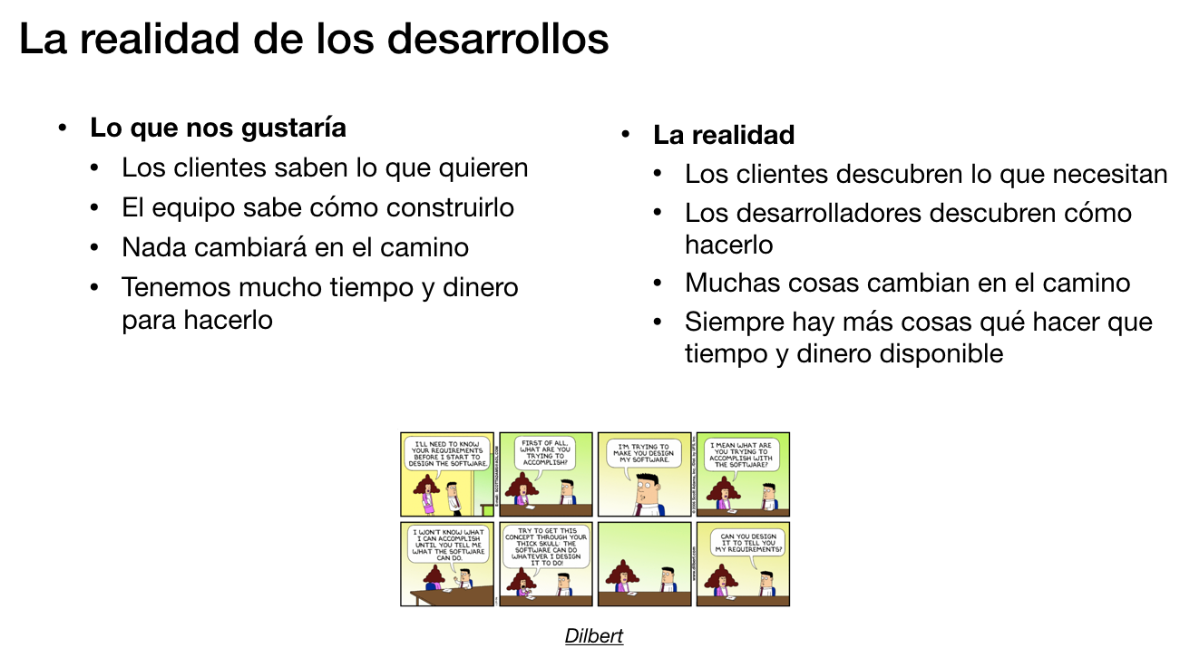 La realidad de los desarrollos
• Lo que nos gustaría
• Los clientes saben lo que quieren
• El equipo sabe cómo construirlo
• Nada cambiará en el camino
• Tenemos mucho tiempo y dinero
para hacerlo
• La realidad
• Los clientes descubren lo que necesitan
• Los desarrolladores descubren cómo
hacerlo
• Muchas cosas cambian en el camino
• Siempre hay más cosas qué hacer que
tiempo y dinero disponible
I'LL NEED TO KNOW
YOUR REQUIREMENTS
BEFORE I START TO
DESIGN THE SOFTWARE.
FIRST OF ALL,
WHAT ARE YOU
TRYING TO
ACCOMPLISH?
I'M TRYING TO
MAKE YOU DESIGN
MY SOFTWARE.
I MEAN WHAT ARE
YOU TRYING TO
ACCOMPLISH WITH
THE SOFTWARE?
I WON'T KNOW WHAT
I CAN ACCOMPLISH
UNTIL YOU TELL ME
WHAT THE SOFTWARE
CAN DO.
TRY TO GET THIS
CONCEPT THROUGH YOUR
THICK SKULL: THE
SOFTWARE CAN DO
WHATEVER I DESIGN
IT TO DO!
CAN YOU DESIGN
IT TO TELL YOU
MY REQUIREMENTS?
Dilbert